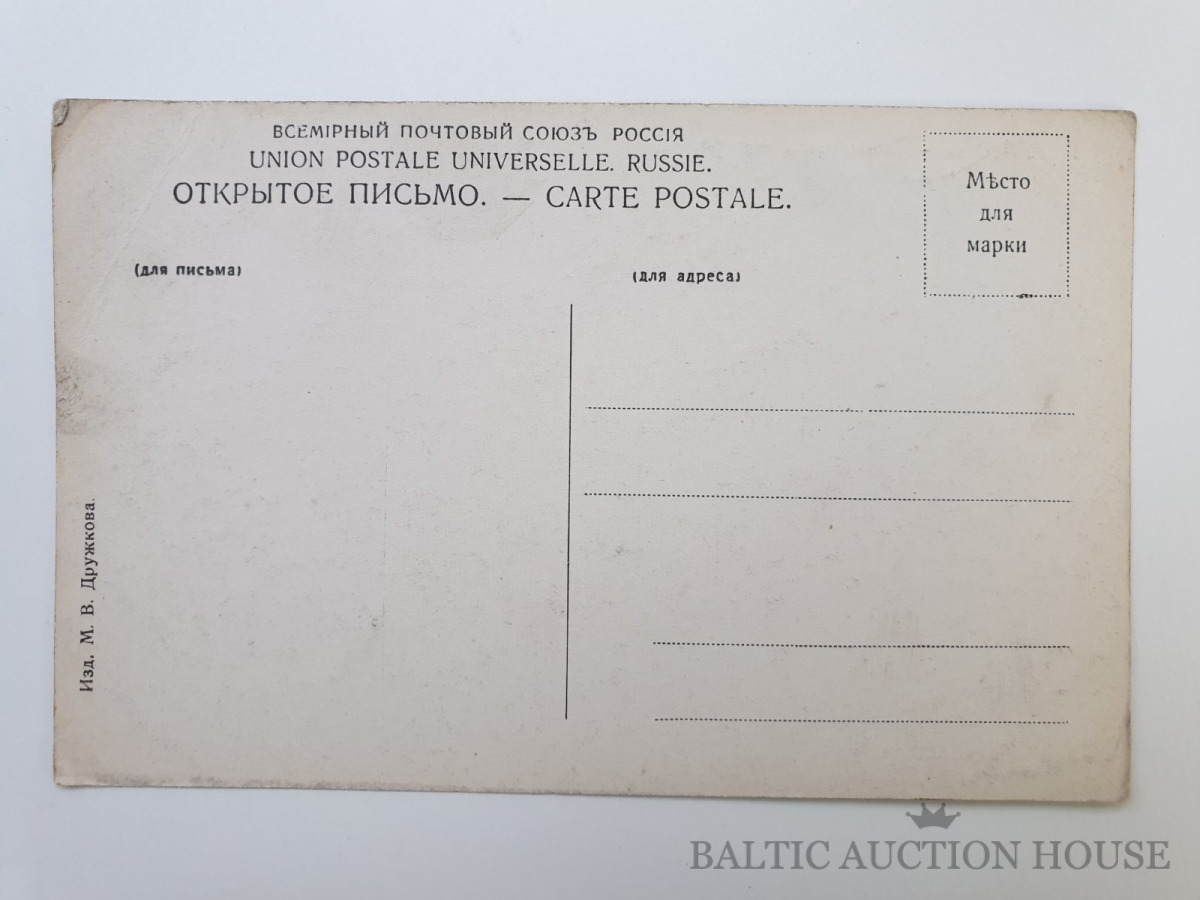 ВСЕМІРНЫЙ ПОЧТОВЫЙ СОЮЗЪ РОССІЯ
UNION POSTALE UNIVERSELLE. RUSSIE.
ОТКРЫТОЕ ПИСЬМО. — CARTE POSTALE.
Мѣсто
для
марки
(для письма)
(для адреса)
Изд. М. В. Дружкова.
BALTIC AUCTION HOUSE